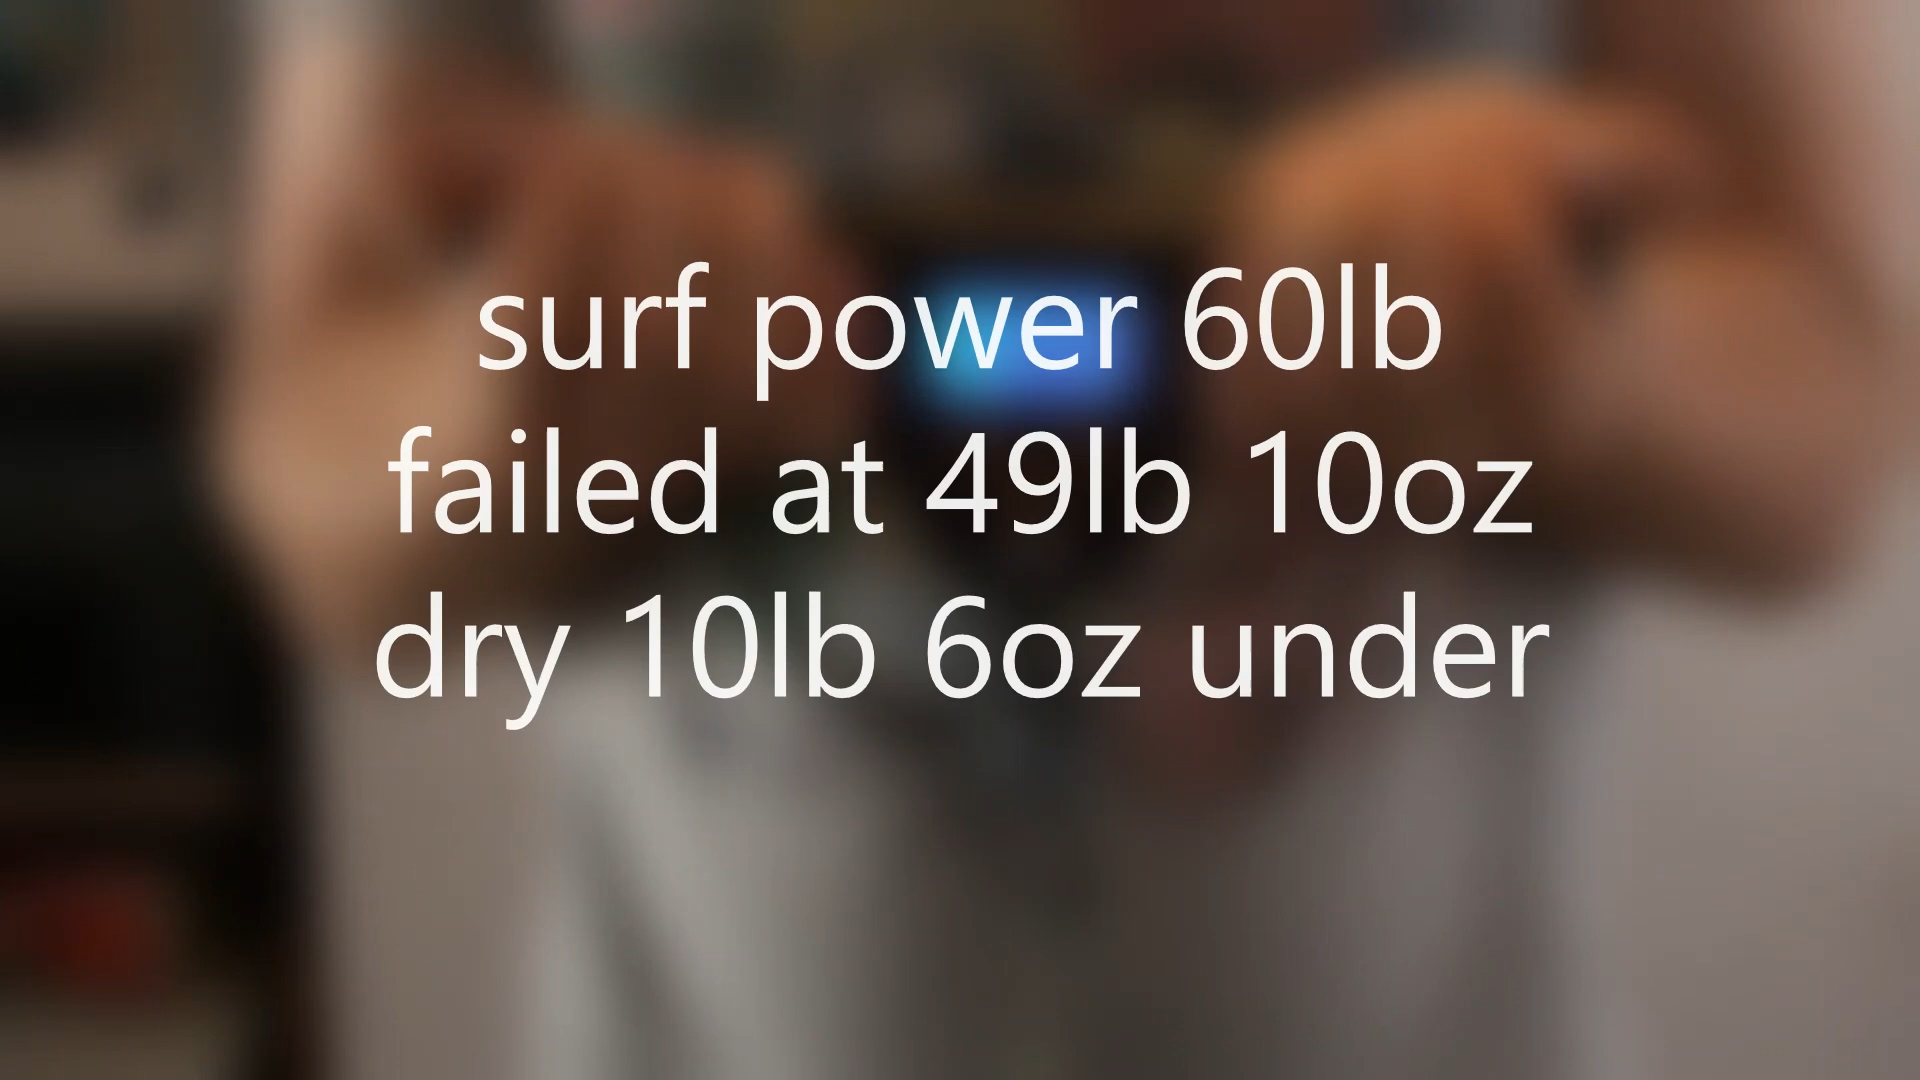 surf power 60lb
failed at 49lb 10oz
dry 10lb 6oz under